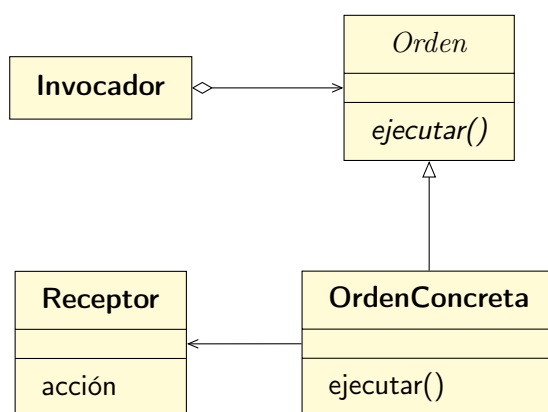 Orden
Invocador
ejecutar()
Receptor
acción
OrdenConcreta
ejecutar()